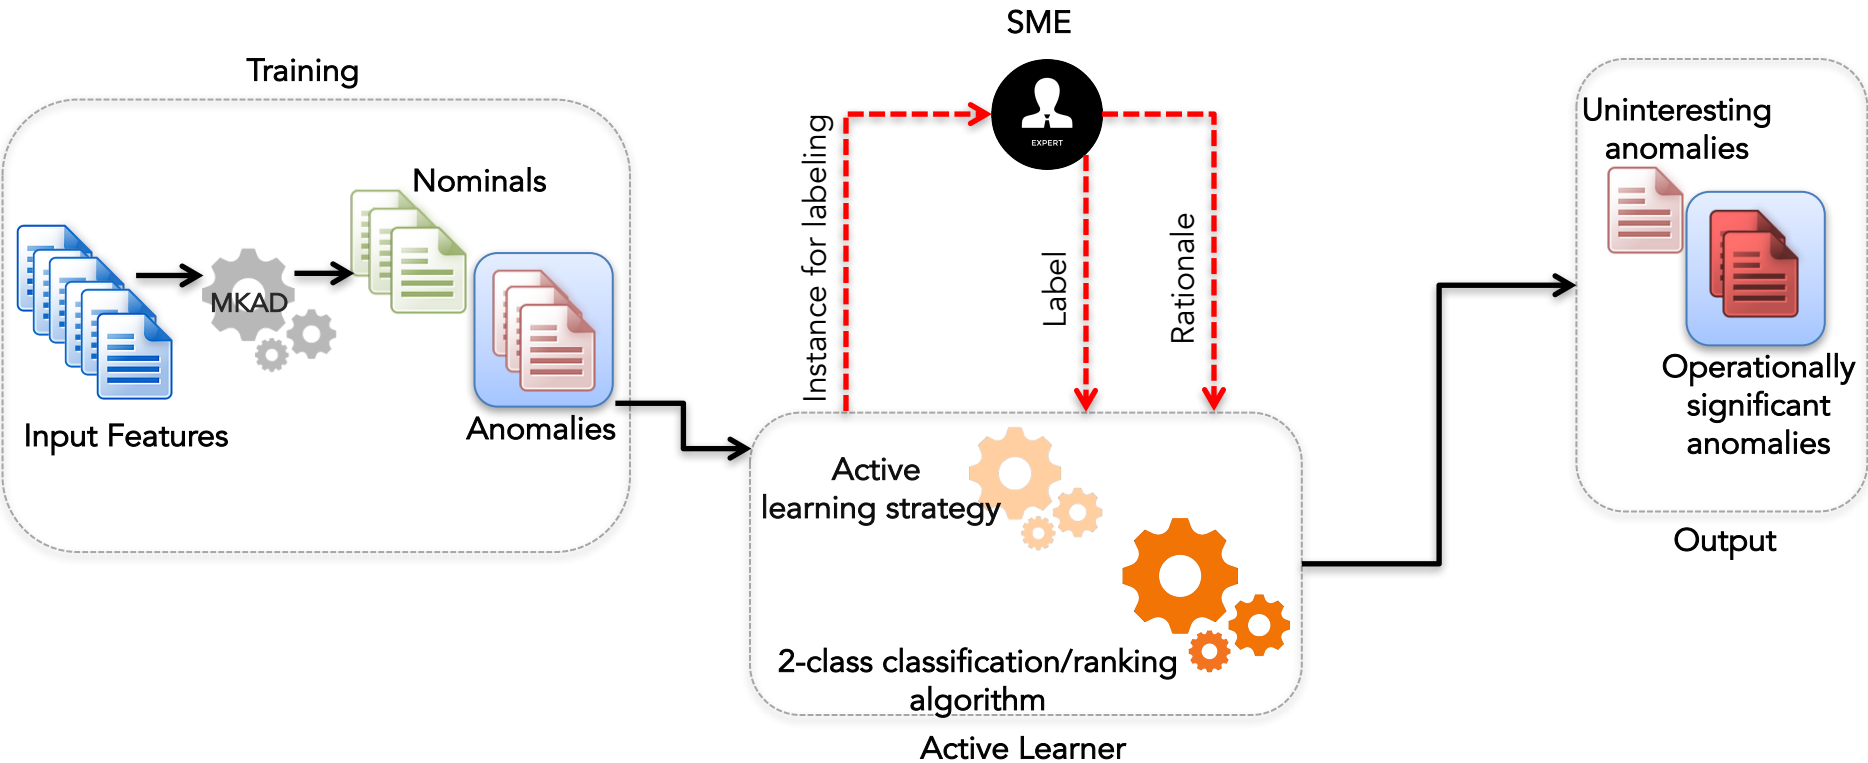 Training
Input Features
MKAD
Nominals
Anomalies
SME
EXPERT
Instance for labeling
Label
Rationale
Active
learning strategy
2-class classification/ranking
algorithm
Active Learner
Uninteresting
anomalies
Operationally
significant
anomalies
Output